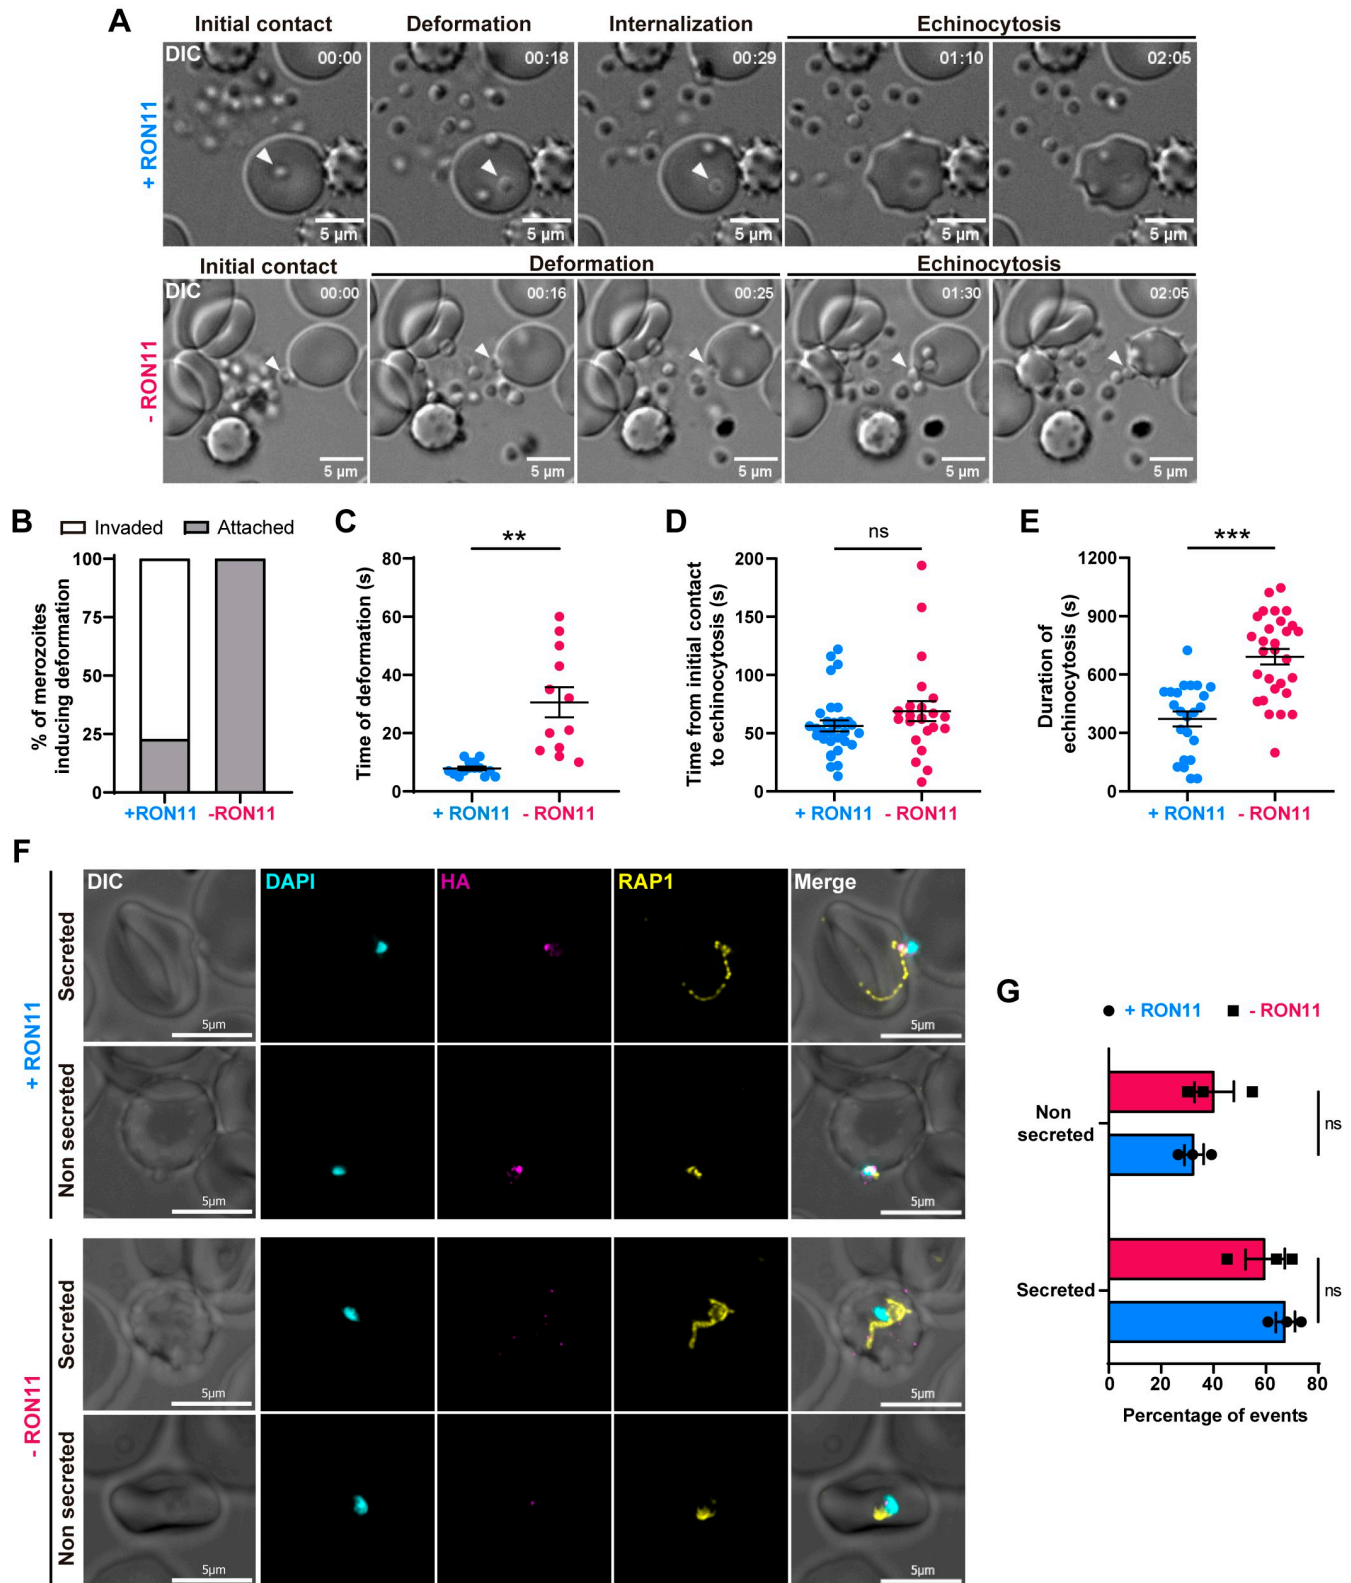 A
Initial contact Deformation Internalization Echinocytosis
+ RON11
DIC 00:00 00:18 00:29 01:10 02:05
5 µm 5 µm 5 µm 5 µm 5 µm
Initial contact Deformation Echinocytosis
- RON11
DIC 00:00 00:16 00:25 01:30 02:05
5 µm 5 µm 5 µm 5 µm 5 µm
B
Invaded Attached
% of merozoites
inducing deformation
100
75
50
25
0
+RON11 -RON11
C
**
Time of deformation (s)
80
60
40
20
0
+ RON11 - RON11
D
ns
Time from initial contact
to echinocytosis (s)
200
150
100
50
0
+ RON11 - RON11
E
***
Duration of
echinocytosis (s)
1200
900
600
300
0
+ RON11 - RON11
F
DIC DAPI HA RAP1 Merge
+ RON11
Secreted
5µm 5µm
Non secreted
5µm 5µm
- RON11
Secreted
5µm 5µm
Non secreted
5µm 5µm
G
+ RON11 - RON11
Non
secreted
ns
Secreted
ns
0 20 40 60 80
Percentage of events